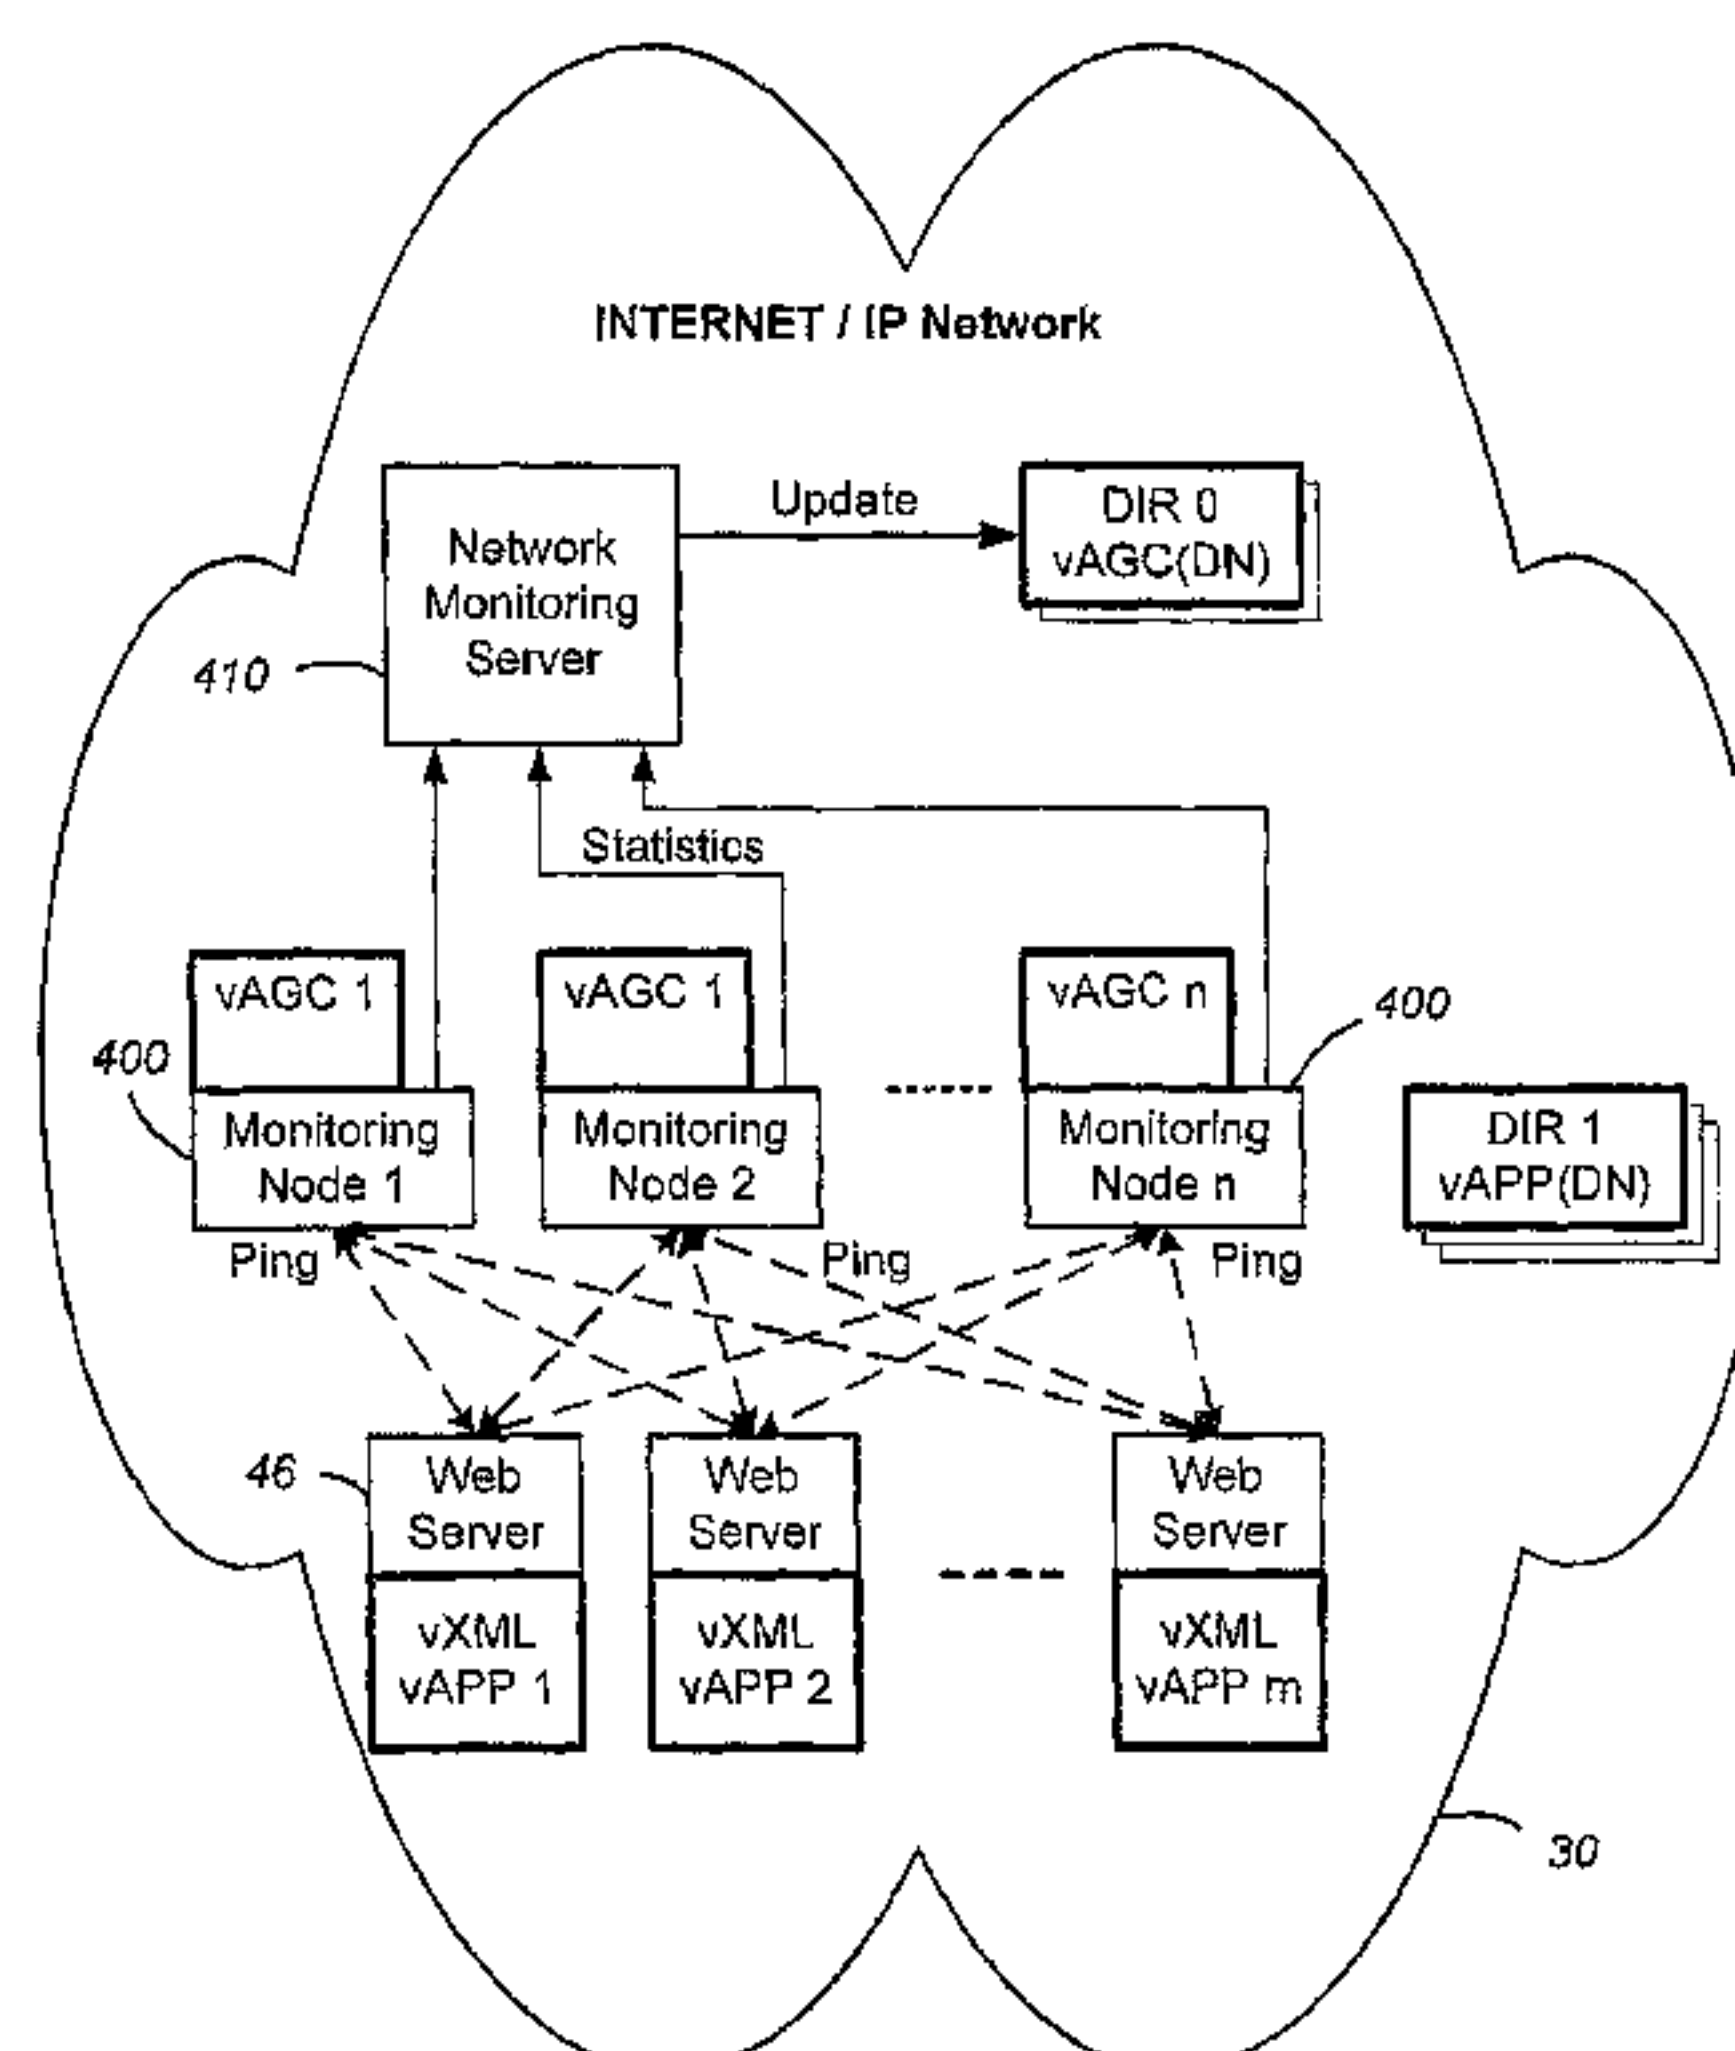 INTERNET / IP Network
Update
DIR 0
vAGC(DN)
Network
Monitoring
Server
410
Statistics
vAGC 1
vAGC 1
vAGC n
400
400
Monitoring
Node 1
Monitoring
Node 2
Monitoring
Node n
DIR 1
vAPP(DN)
Ping
Ping
Ping
46
Web
Server
Web
Server
Web
Server
vXML
vAPP 1
vXML
vAPP 2
vXML
vAPP m
30